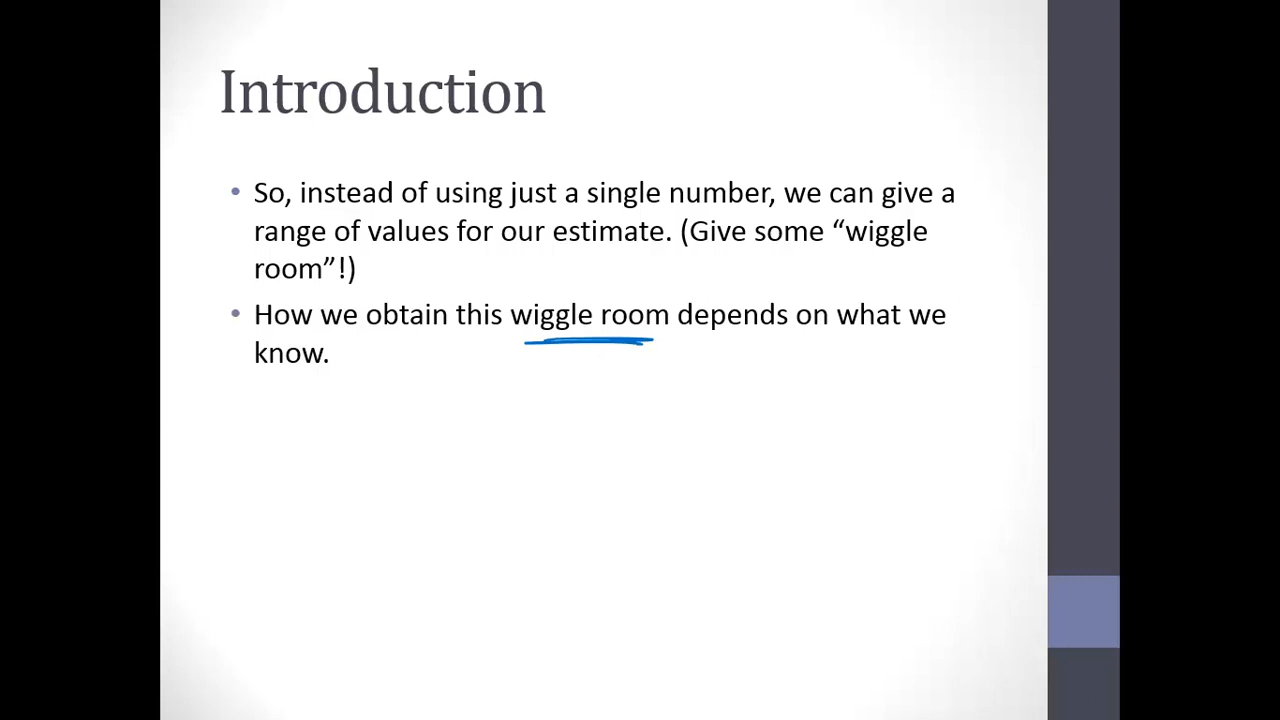 Introduction
• So, instead of using just a single number, we can give a
range of values for our estimate. (Give some “wiggle
room”!)
• How we obtain this wiggle room depends on what we
know.